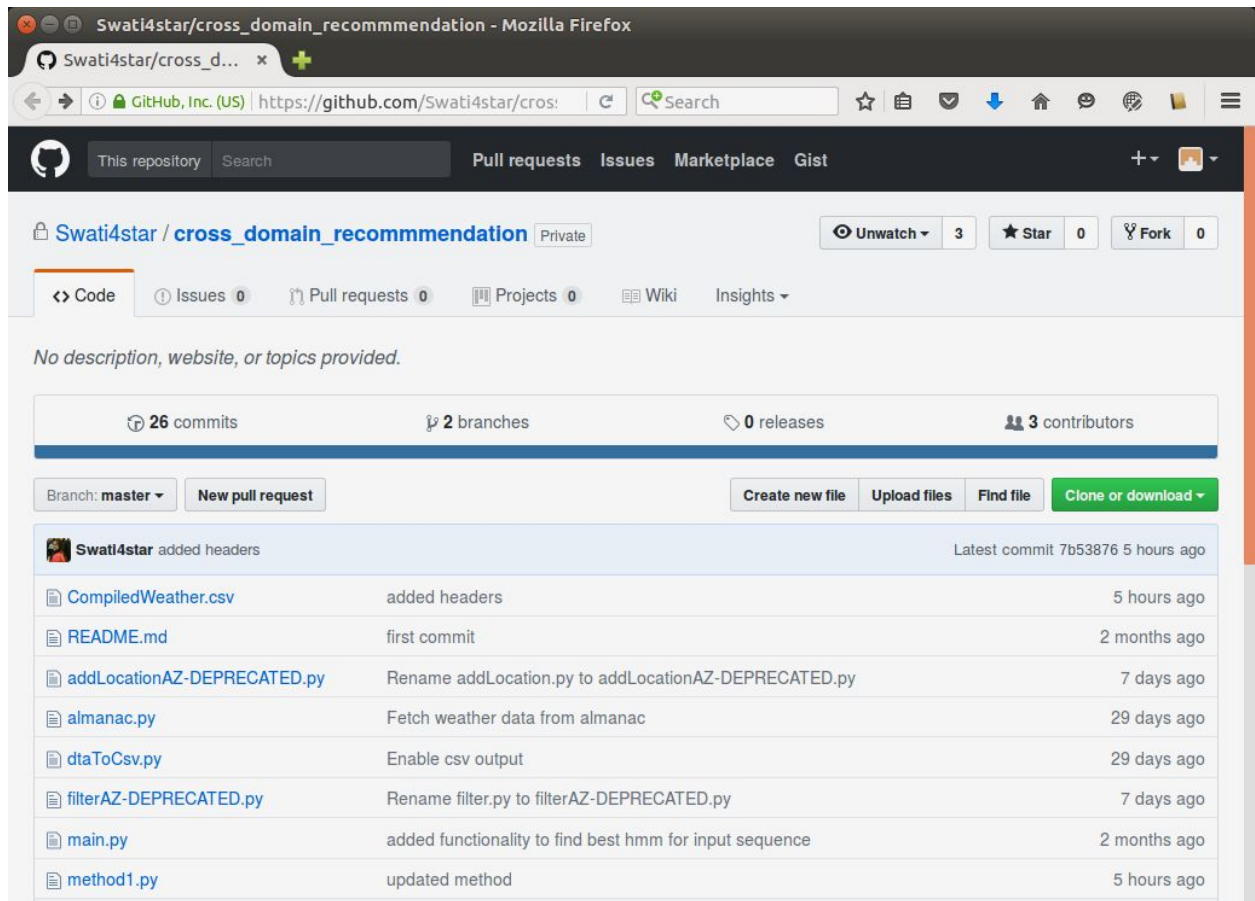 Swati4star/cross_domain_recommmendation - Mozilla Firefox
Swati4star/cross_d... ×
GitHub, Inc. (US) https://github.com/Swati4star/cros Search
This repository Search Pull requests Issues Marketplace Gist
Swati4star / cross_domain_recommmendation Private Unwatch 3 Star 0 Fork 0
Code Issues 0 Pull requests 0 Projects 0 Wiki Insights
No description, website, or topics provided.
26 commits 2 branches 0 releases 3 contributors
Branch: master New pull request Create new file Upload files Find file Clone or download
Swati4star added headers Latest commit 7b53876 5 hours ago
CompiledWeather.csv added headers 5 hours ago
README.md first commit 2 months ago
addLocationAZ-DEPRECATED.py Rename addLocation.py to addLocationAZ-DEPRECATED.py 7 days ago
almanac.py Fetch weather data from almanac 29 days ago
dtaToCsv.py Enable csv output 29 days ago
filterAZ-DEPRECATED.py Rename filter.py to filterAZ-DEPRECATED.py 7 days ago
main.py added functionality to find best hmm for input sequence 2 months ago
method1.py updated method 5 hours ago